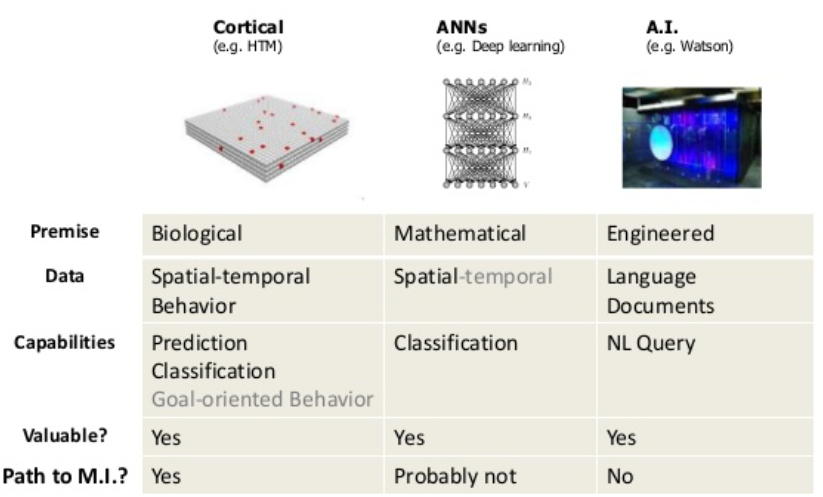 Cortical
(e.g. HTM)
ANNs
(e.g. Deep learning)
A.I.
(e.g. Watson)
Premise
Biological
Mathematical
Engineered
Data
Spatial-temporal
Behavior
Spatial-temporal
Language
Documents
Capabilities
Prediction
Classification
Goal-oriented Behavior
Classification
NL Query
Valuable?
Yes
Yes
Yes
Path to M.I.?
Yes
Probably not
No